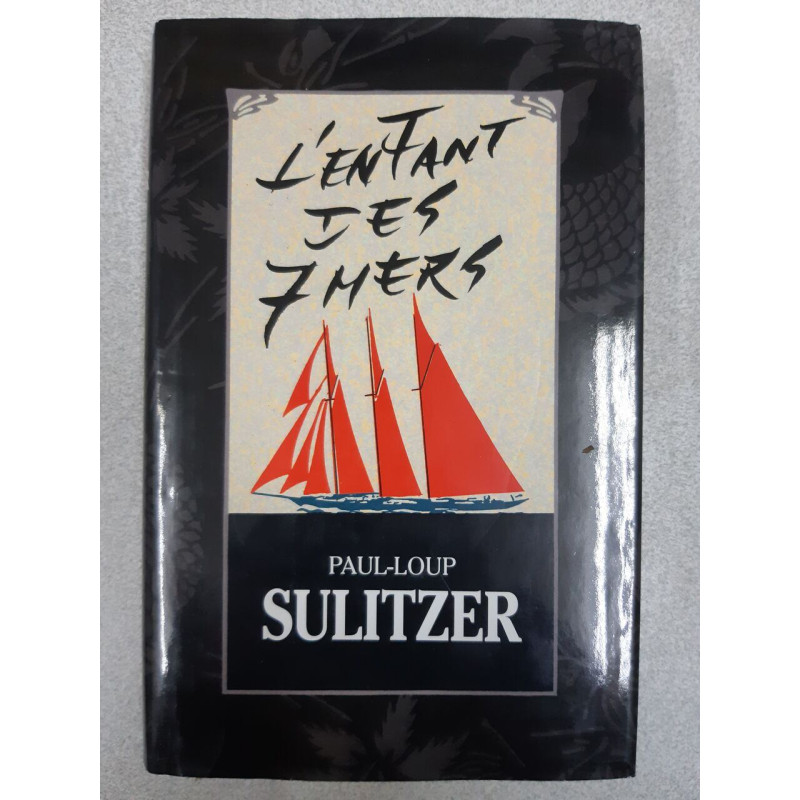 L'ENFANT
DES
7 MERS
PAUL-LOUP
SULITZER